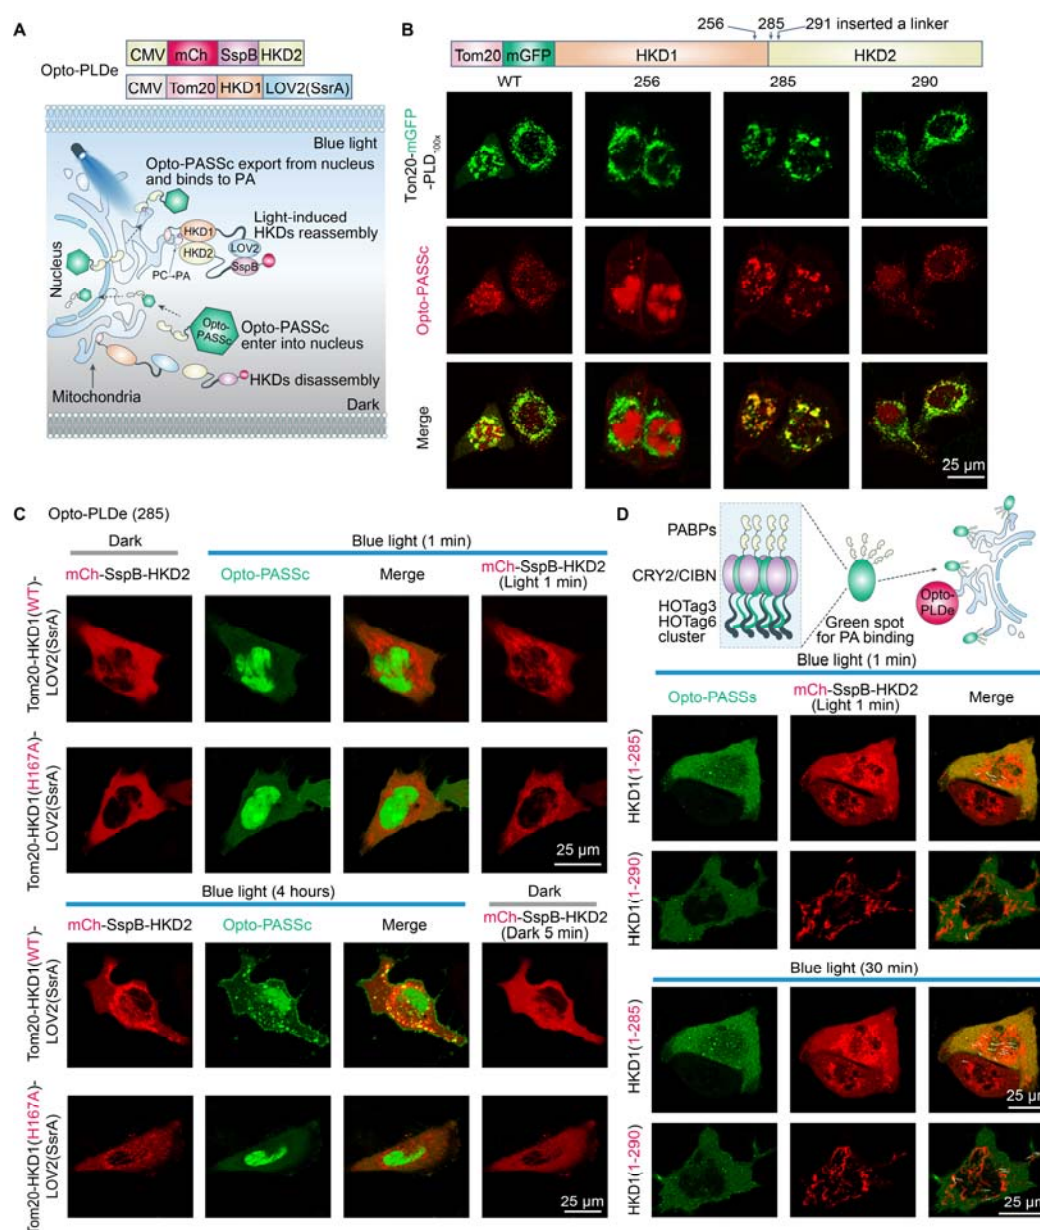 A
Opto-PLDe
CMV mCh SspB HKD2
CMV Tom20 HKD1 LOV2(SsrA)
Blue light
Opto-PASSc export from nucleus
and binds to PA
Light-induced
HKDs reassembly
HKD1
HKD2
LOV2
SspB
PC→PA
Nucleus
Opto-
PASSc
Opto-PASSc
enter into nucleus
HKDs disassembly
Mitochondria
Dark
B
256 285 291 inserted a linker
Tom20 mGFP HKD1 HKD2
WT 256 285 290
Ton20-mGFP
-PLD100x
Opto-PASSc
Merge
25 μm
C Opto-PLDe (285)
Dark
Blue light (1 min)
mCh-SspB-HKD2 Opto-PASSc Merge mCh-SspB-HKD2
(Light 1 min)
Tom20-HKD1(WT)-
LOV2(SsrA)
Tom20-HKD1(H167A)-
LOV2(SsrA)
25 μm
Blue light (4 hours)
Dark
mCh-SspB-HKD2 Opto-PASSc Merge mCh-SspB-HKD2
(Dark 5 min)
Tom20-HKD1(WT)-
LOV2(SsrA)
Tom20-HKD1(H167A)-
LOV2(SsrA)
25 μm
D
PABPs
CRY2/CIBN
HOTag3
HOTag6
cluster
Green spot
for PA binding
Opto-
PLDe
Blue light (1 min)
Opto-PASSs mCh-SspB-HKD2 Merge
(Light 1 min)
HKD1(1-285)
HKD1(1-290)
Blue light (30 min)
HKD1(1-285)
25 μm
HKD1(1-290)
25 μm